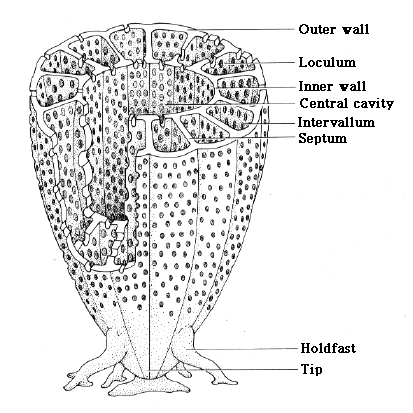 Outer wall
Loculum
Inner wall
Central cavity
Intervallum
Septum
Holdfast
Tip